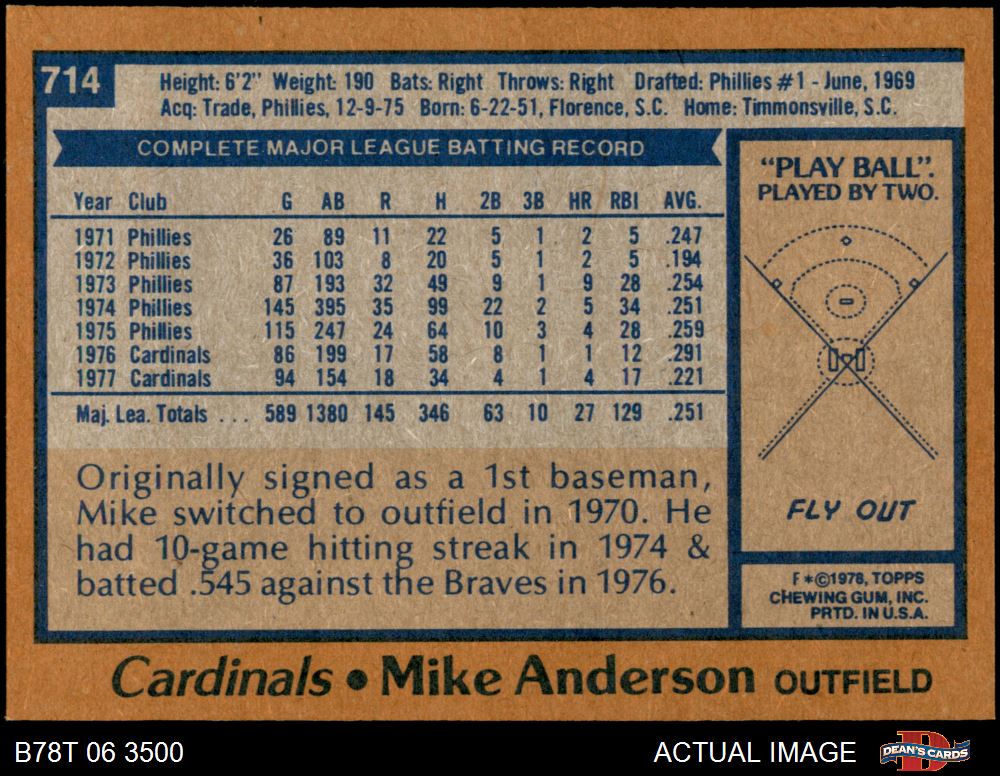 714
Height: 6'2" Weight: 190 Bats: Right Throws: Right Drafted: Phillies #1 - June, 1969
Acq: Trade, Phillies, 12-9-75 Born: 6-22-51, Florence, S.C. Home: Timmonsville, S.C.
COMPLETE MAJOR LEAGUE BATTING RECORD
Year Club G AB R H 2B 3B HR RBI AVG.
1971 Phillies 26 89 11 22 5 1 2 5 .247
1972 Phillies 36 103 8 20 5 1 2 5 .194
1973 Phillies 87 193 32 49 9 1 9 28 .254
1974 Phillies 145 395 35 99 22 2 5 34 .251
1975 Phillies 115 247 24 64 10 3 4 28 .259
1976 Cardinals 86 199 17 58 8 1 1 12 .291
1977 Cardinals 94 154 18 34 4 1 4 17 .221
Maj. Lea. Totals ... 589 1380 145 346 63 10 27 129 .251
Originally signed as a 1st baseman,
Mike switched to outfield in 1970. He
had 10-game hitting streak in 1974 &
batted .545 against the Braves in 1976.
"PLAY BALL".
PLAYED BY TWO.
FLY OUT
F *©1978, TOPPS
CHEWING GUM, INC.
PRTD. IN U.S.A.
Cardinals • Mike Anderson OUTFIELD
B78T 06 3500
ACTUAL IMAGE
D
DEAN'S CARDS